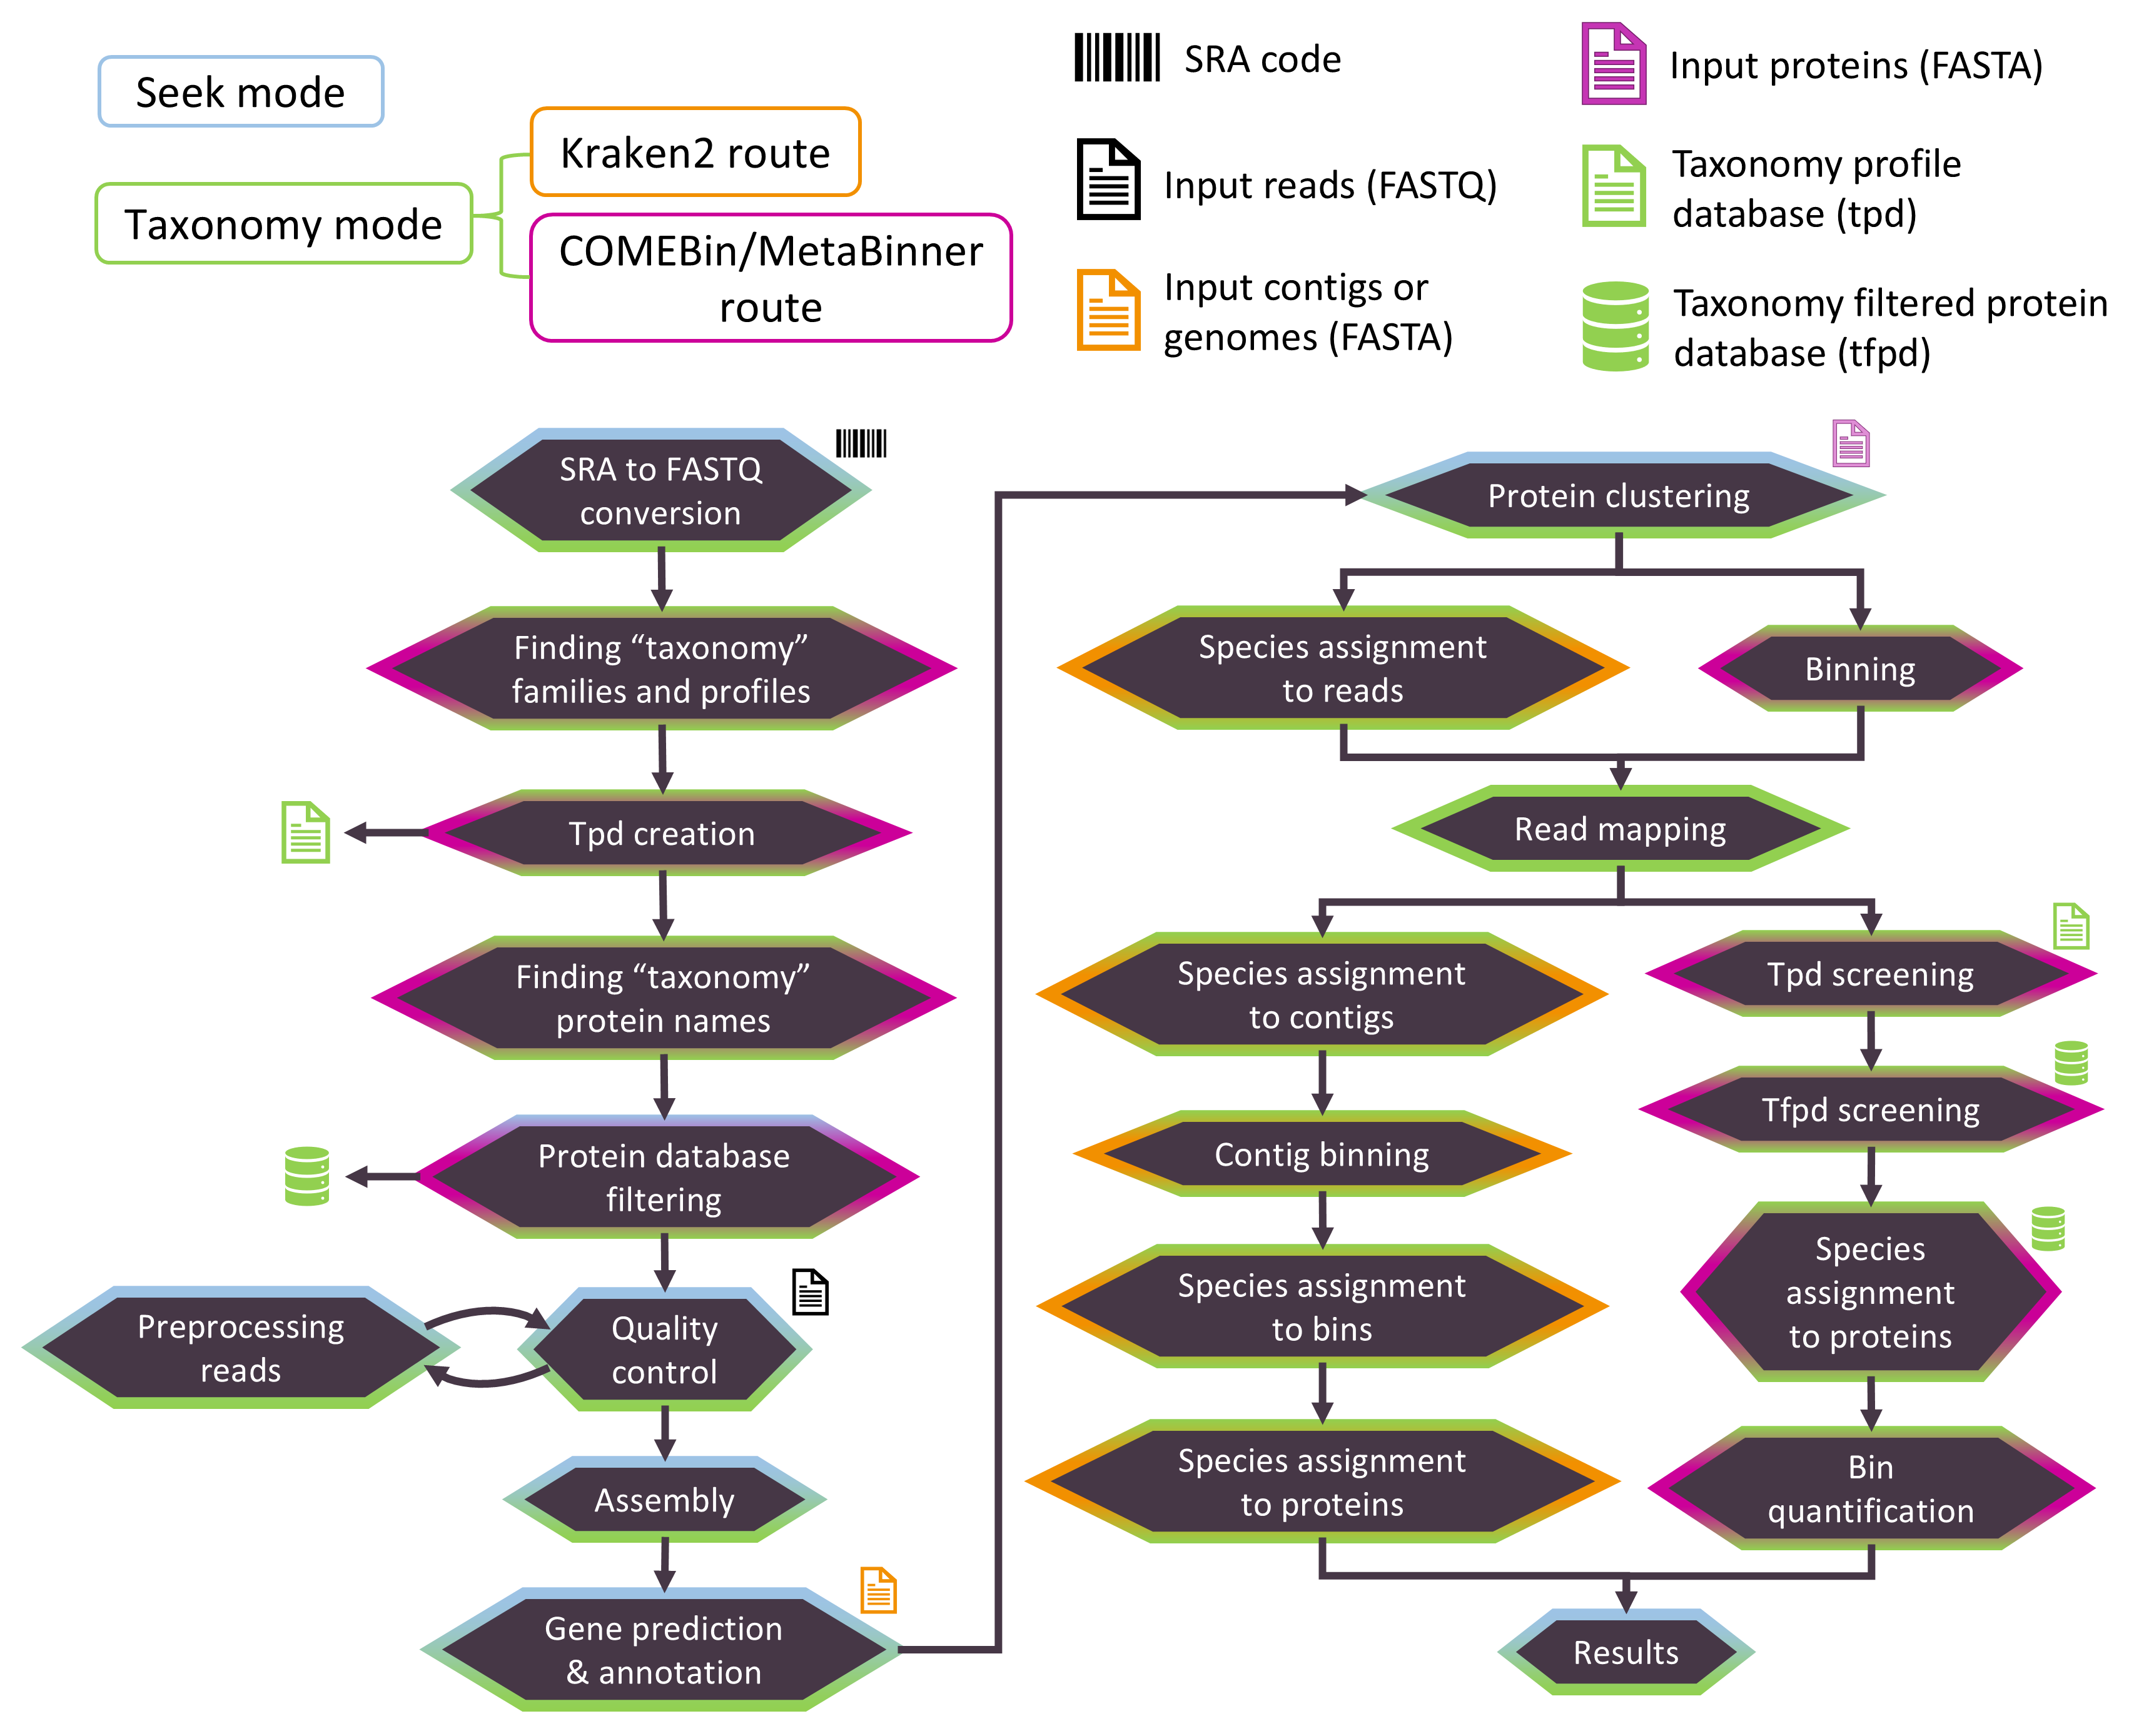 Seek mode
Taxonomy mode
Kraken2 route
COMEBin/MetaBinner
route
SRA code
Input reads (FASTQ)
Input contigs or
genomes (FASTA)
Input proteins (FASTA)
Taxonomy profile
database (tpd)
Taxonomy filtered protein
database (tfpd)
SRA to FASTQ
conversion
Finding “taxonomy”
families and profiles
Tpd creation
Finding “taxonomy”
protein names
Protein database
filtering
Preprocessing
reads
Quality
control
Assembly
Gene prediction
& annotation
Protein clustering
Species assignment
to reads
Binning
Read mapping
Species assignment
to contigs
Contig binning
Species assignment
to bins
Species assignment
to proteins
Tpd screening
Tfpd screening
Species
assignment
to proteins
Bin
quantification
Results